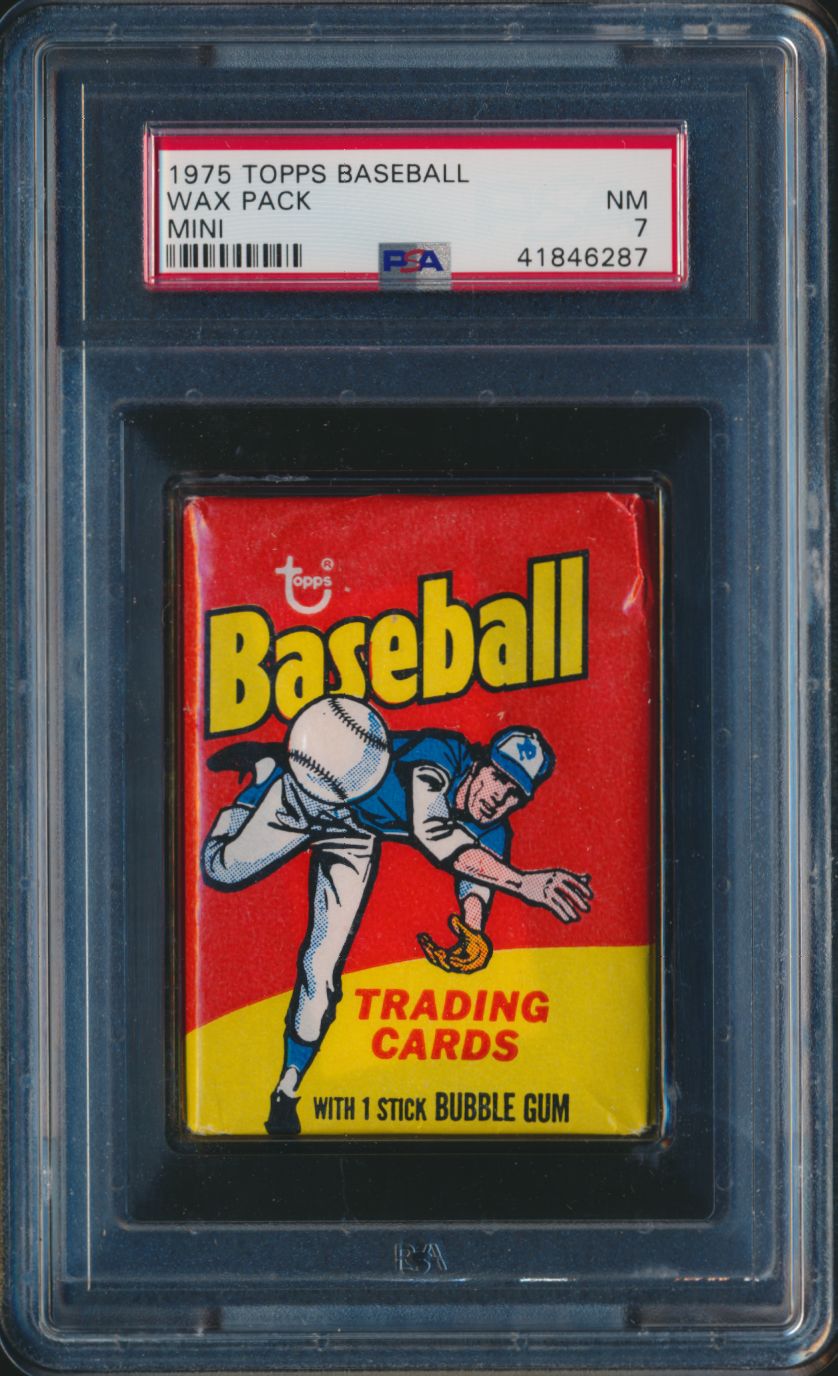 1975 TOPPS BASEBALL
WAX PACK NM
MINI 7
PSA 41846287
topps®
Baseball
TRADING
CARDS
WITH 1 STICK BUBBLE GUM
PSA